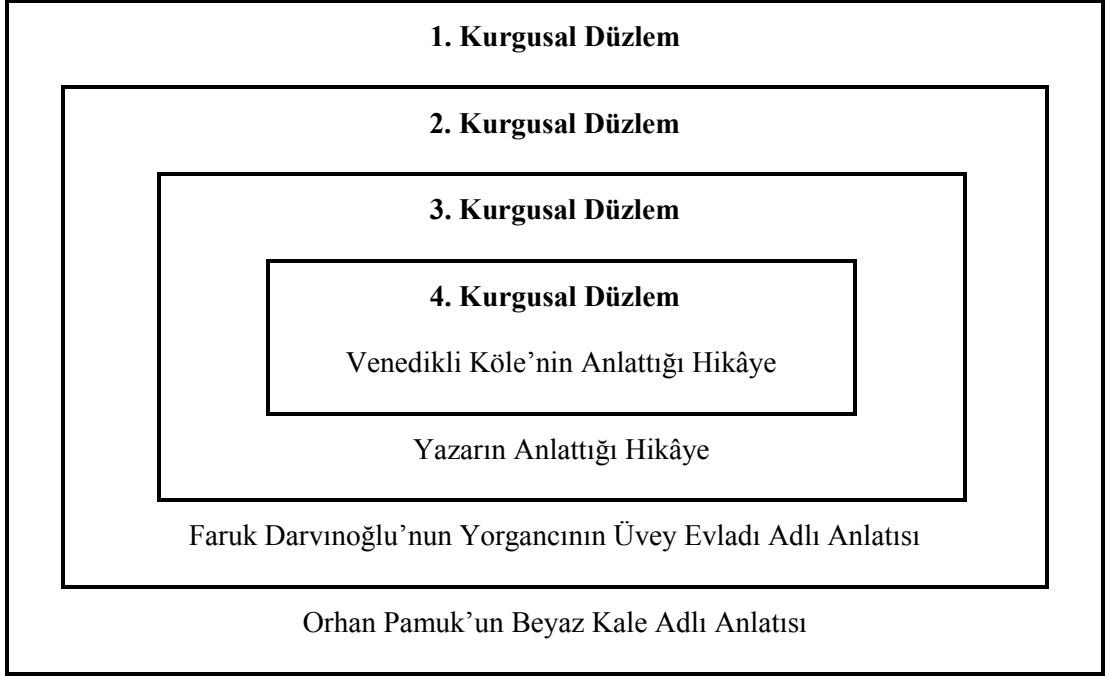 1. Kurgusal Düzlem
2. Kurgusal Düzlem
3. Kurgusal Düzlem
4. Kurgusal Düzlem
Venedikli Köle’nin Anlattığı Hikâye
Yazarın Anlattığı Hikâye
Faruk Darvınoğlu’nun Yorgancının Üvey Evladı Adlı Anlatısı
Orhan Pamuk’un Beyaz Kale Adlı Anlatısı